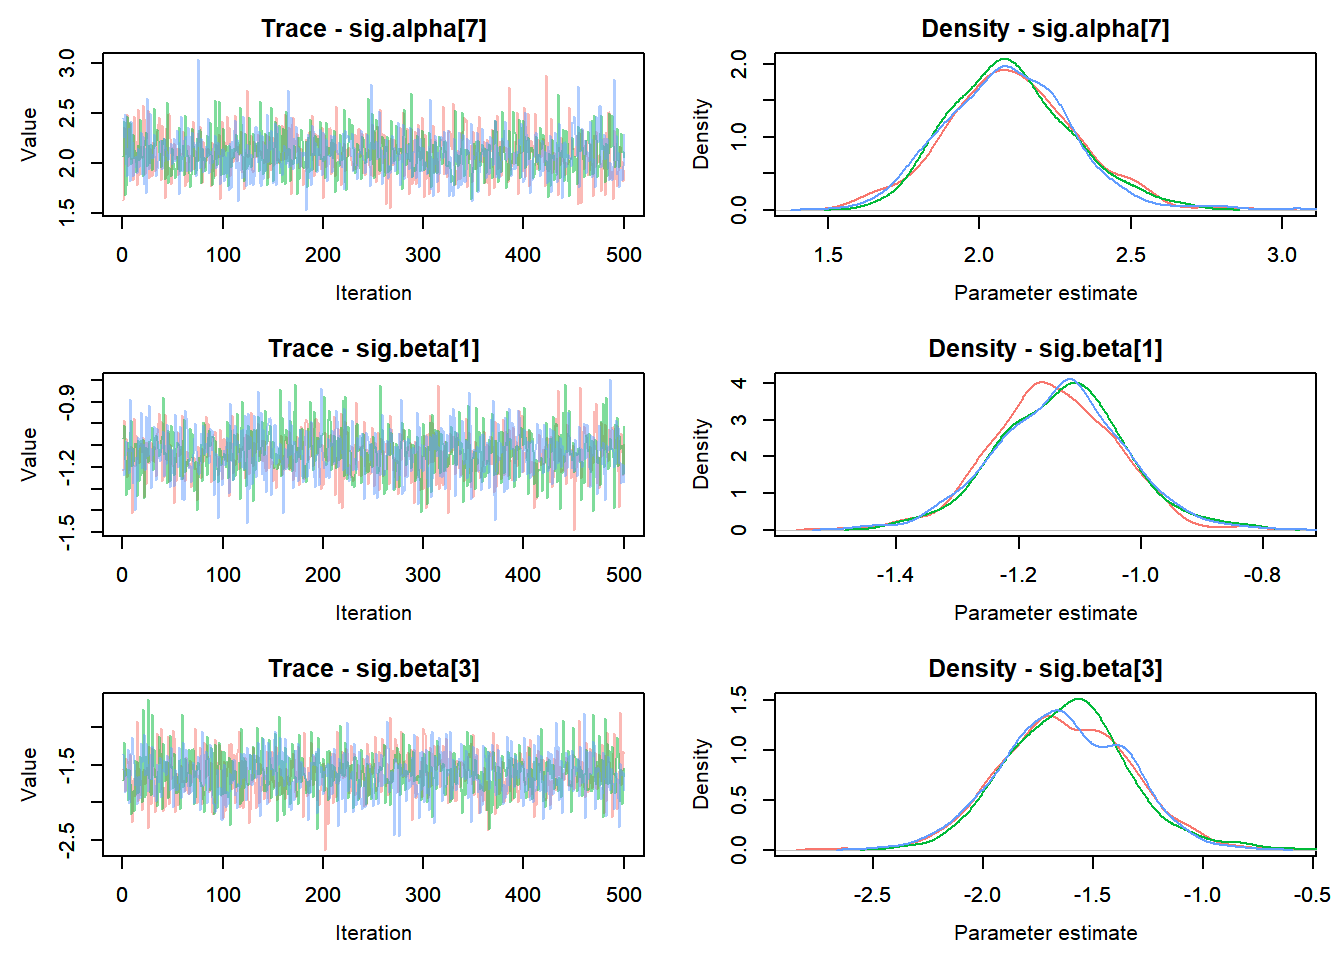 Trace - sig.alpha[7]
Value
1.5 2.0 2.5 3.0
0 100 200 300 400 500
Iteration
Density - sig.alpha[7]
Density
0.0 1.0 2.0
1.5 2.0 2.5 3.0
Parameter estimate
Trace - sig.beta[1]
Value
-1.5 -1.2 -0.9
0 100 200 300 400 500
Iteration
Density - sig.beta[1]
Density
0 1 2 3 4
-1.4 -1.2 -1.0 -0.8
Parameter estimate
Trace - sig.beta[3]
Value
-2.5 -1.5
0 100 200 300 400 500
Iteration
Density - sig.beta[3]
Density
0.0 0.5 1.0 1.5
-2.5 -2.0 -1.5 -1.0 -0.5
Parameter estimate